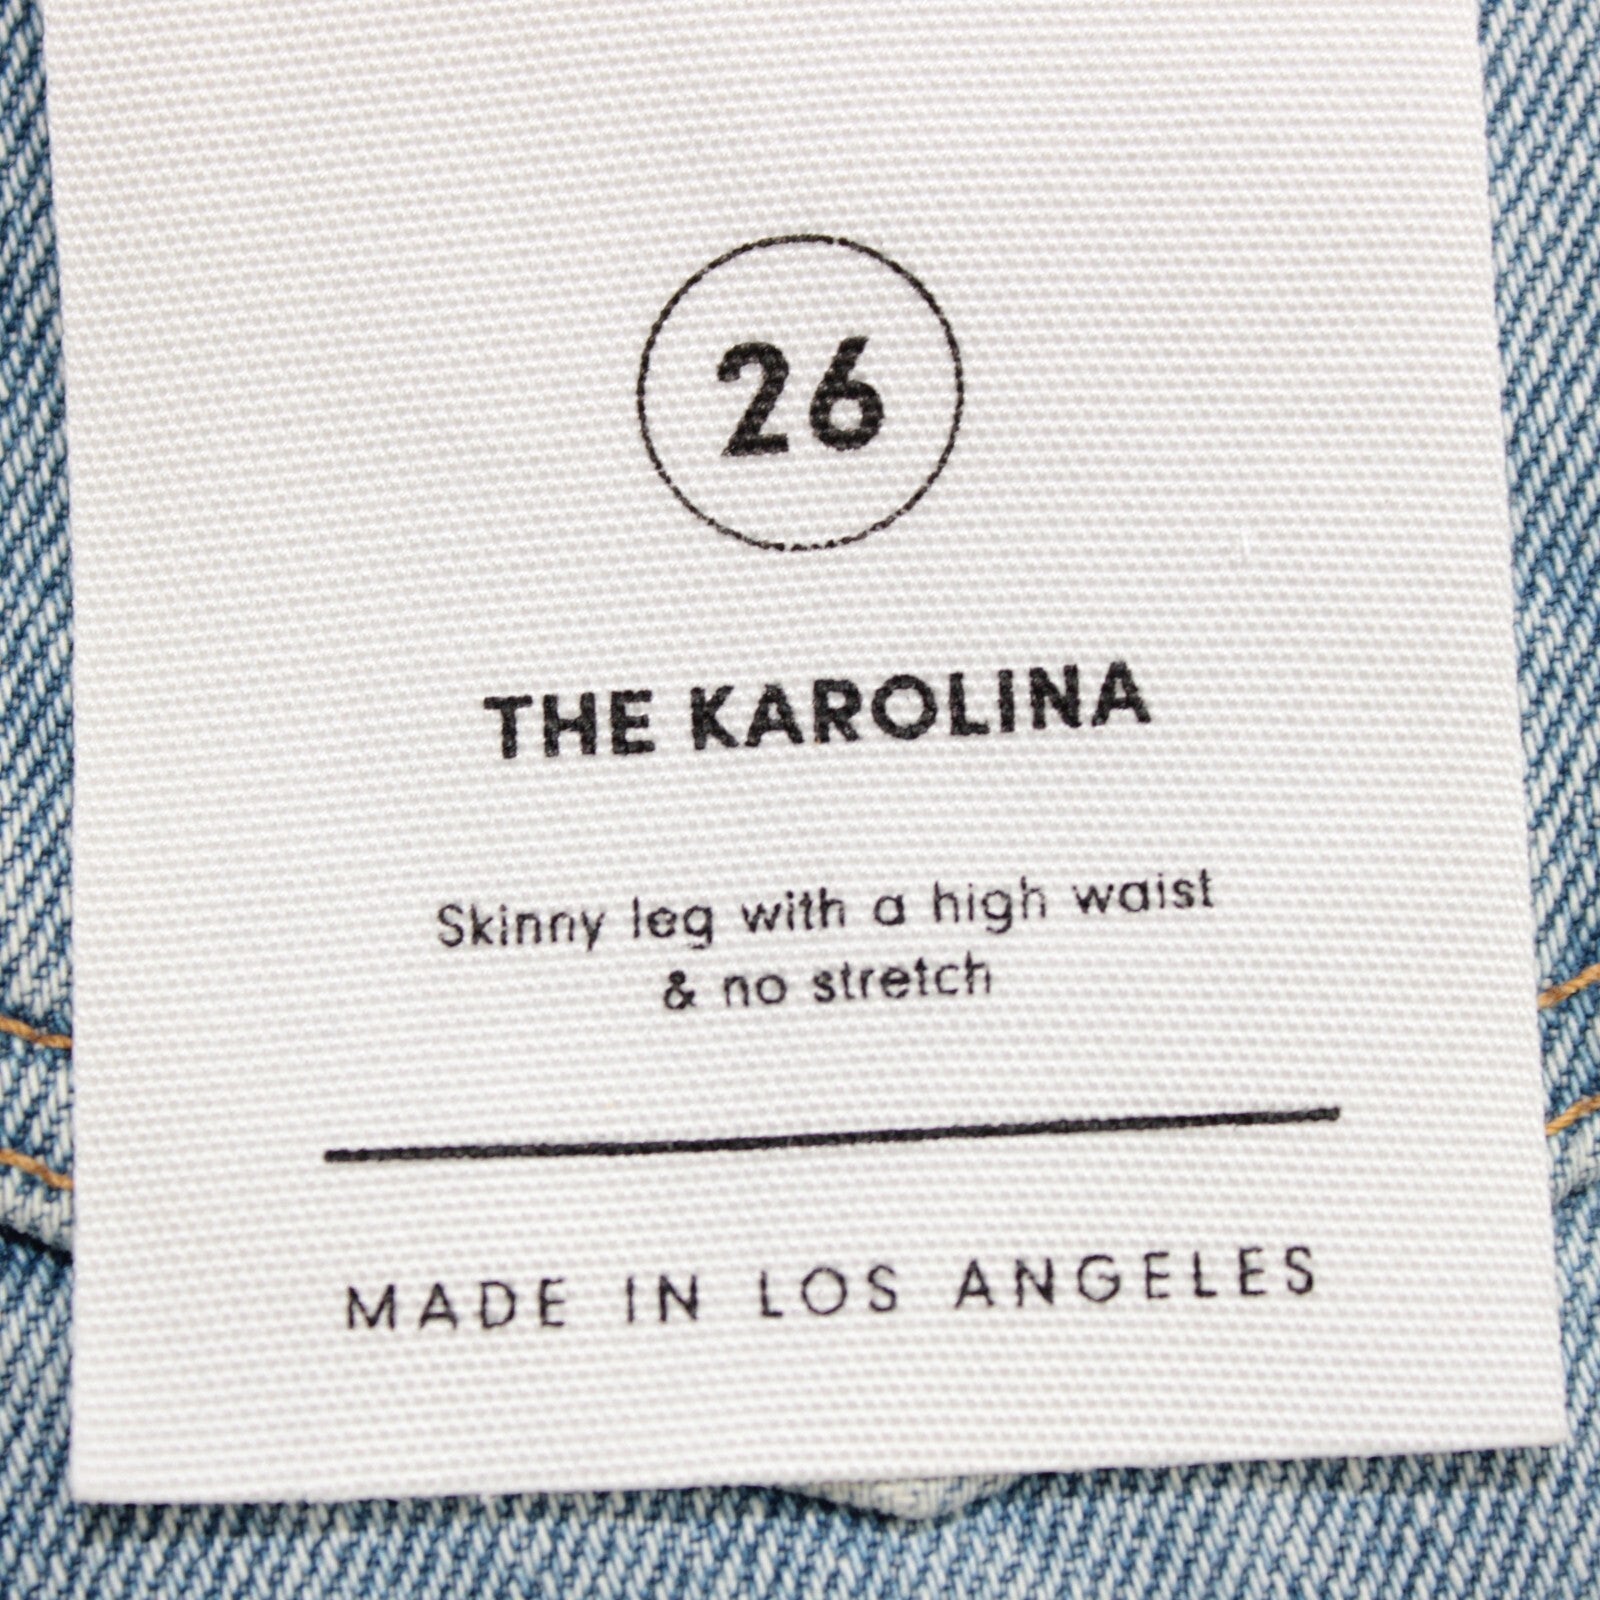 26
THE KAROLINA
Skinny leg with a high waist
& no stretch
MADE IN LOS ANGELES